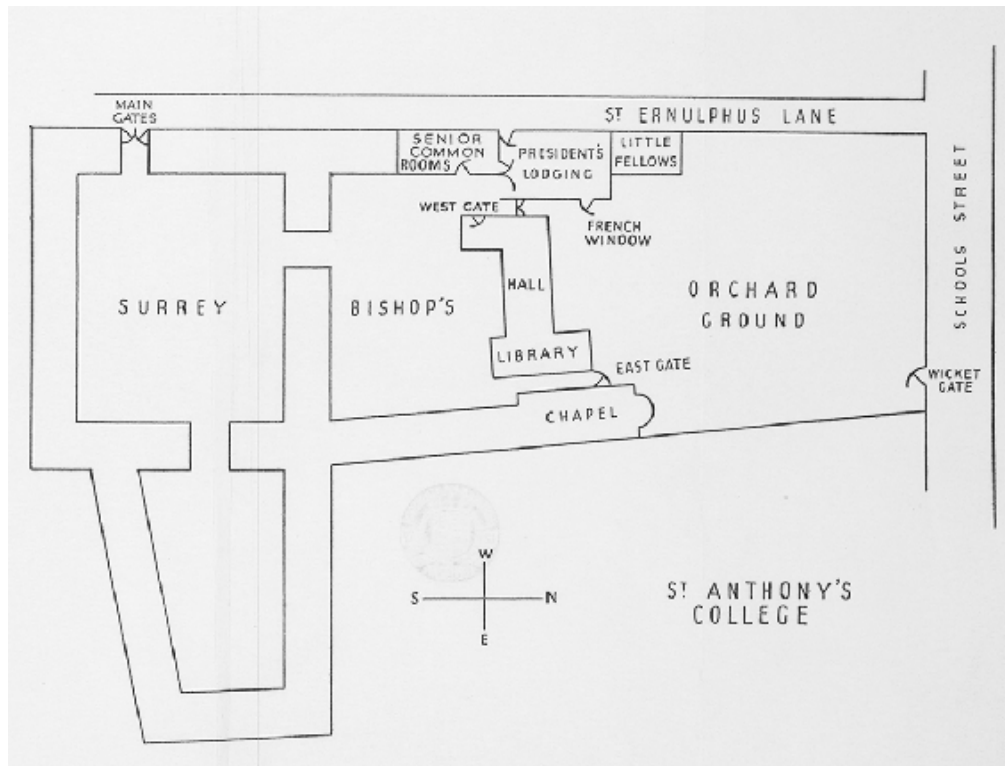 MAIN
GATES
ST ERNULPHUS LANE
SENIOR
COMMON
ROOMS
PRESIDENT'S
LODGING
LITTLE
FELLOWS
WEST GATE
FRENCH
WINDOW
SCHOOLS STREET
SURREY
BISHOP'S
HALL
ORCHARD
GROUND
LIBRARY
EAST GATE
WICKET
GATE
CHAPEL
W
S
N
E
ST ANTHONY'S
COLLEGE